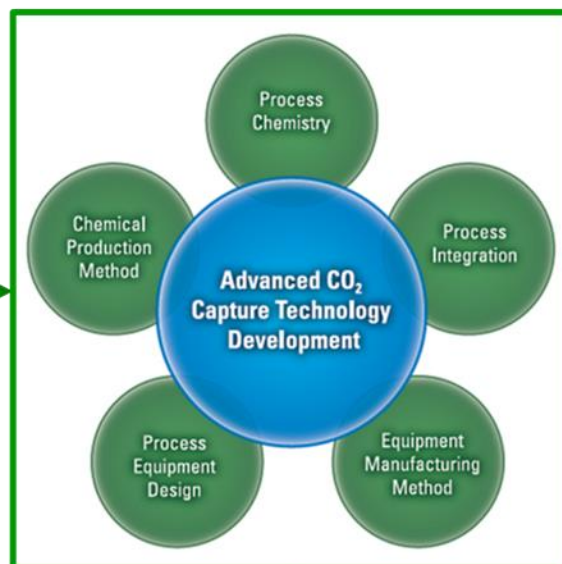 Process
Chemistry
Chemical
Production
Method
Process
Integration
Advanced CO₂
Capture Technology
Development
Process
Equipment
Design
Equipment
Manufacturing
Method